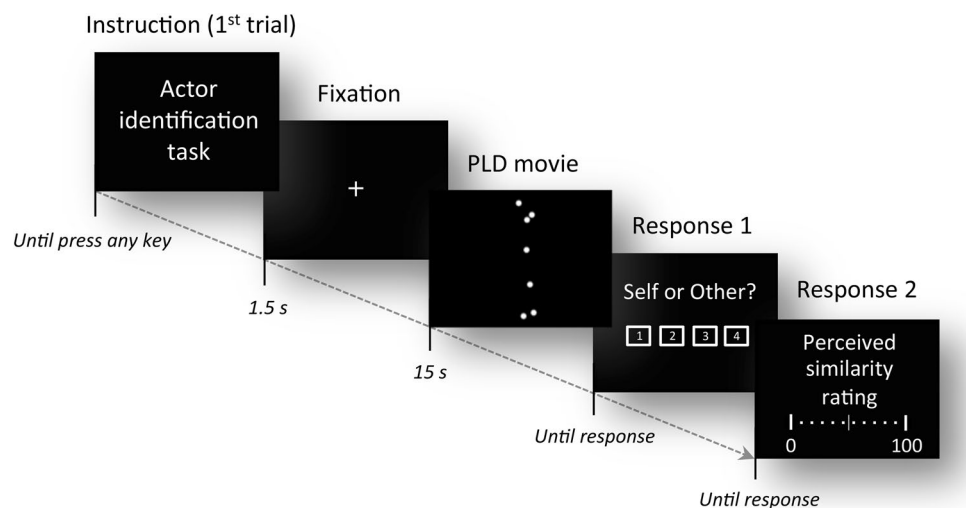 Instruction (1st trial)
Actor
identification
task
Until press any key
Fixation
+
1.5 s
PLD movie
15 s
Response 1
Self or Other?
1 2 3 4
Until response
Response 2
Perceived
similarity
rating
0 100
Until response